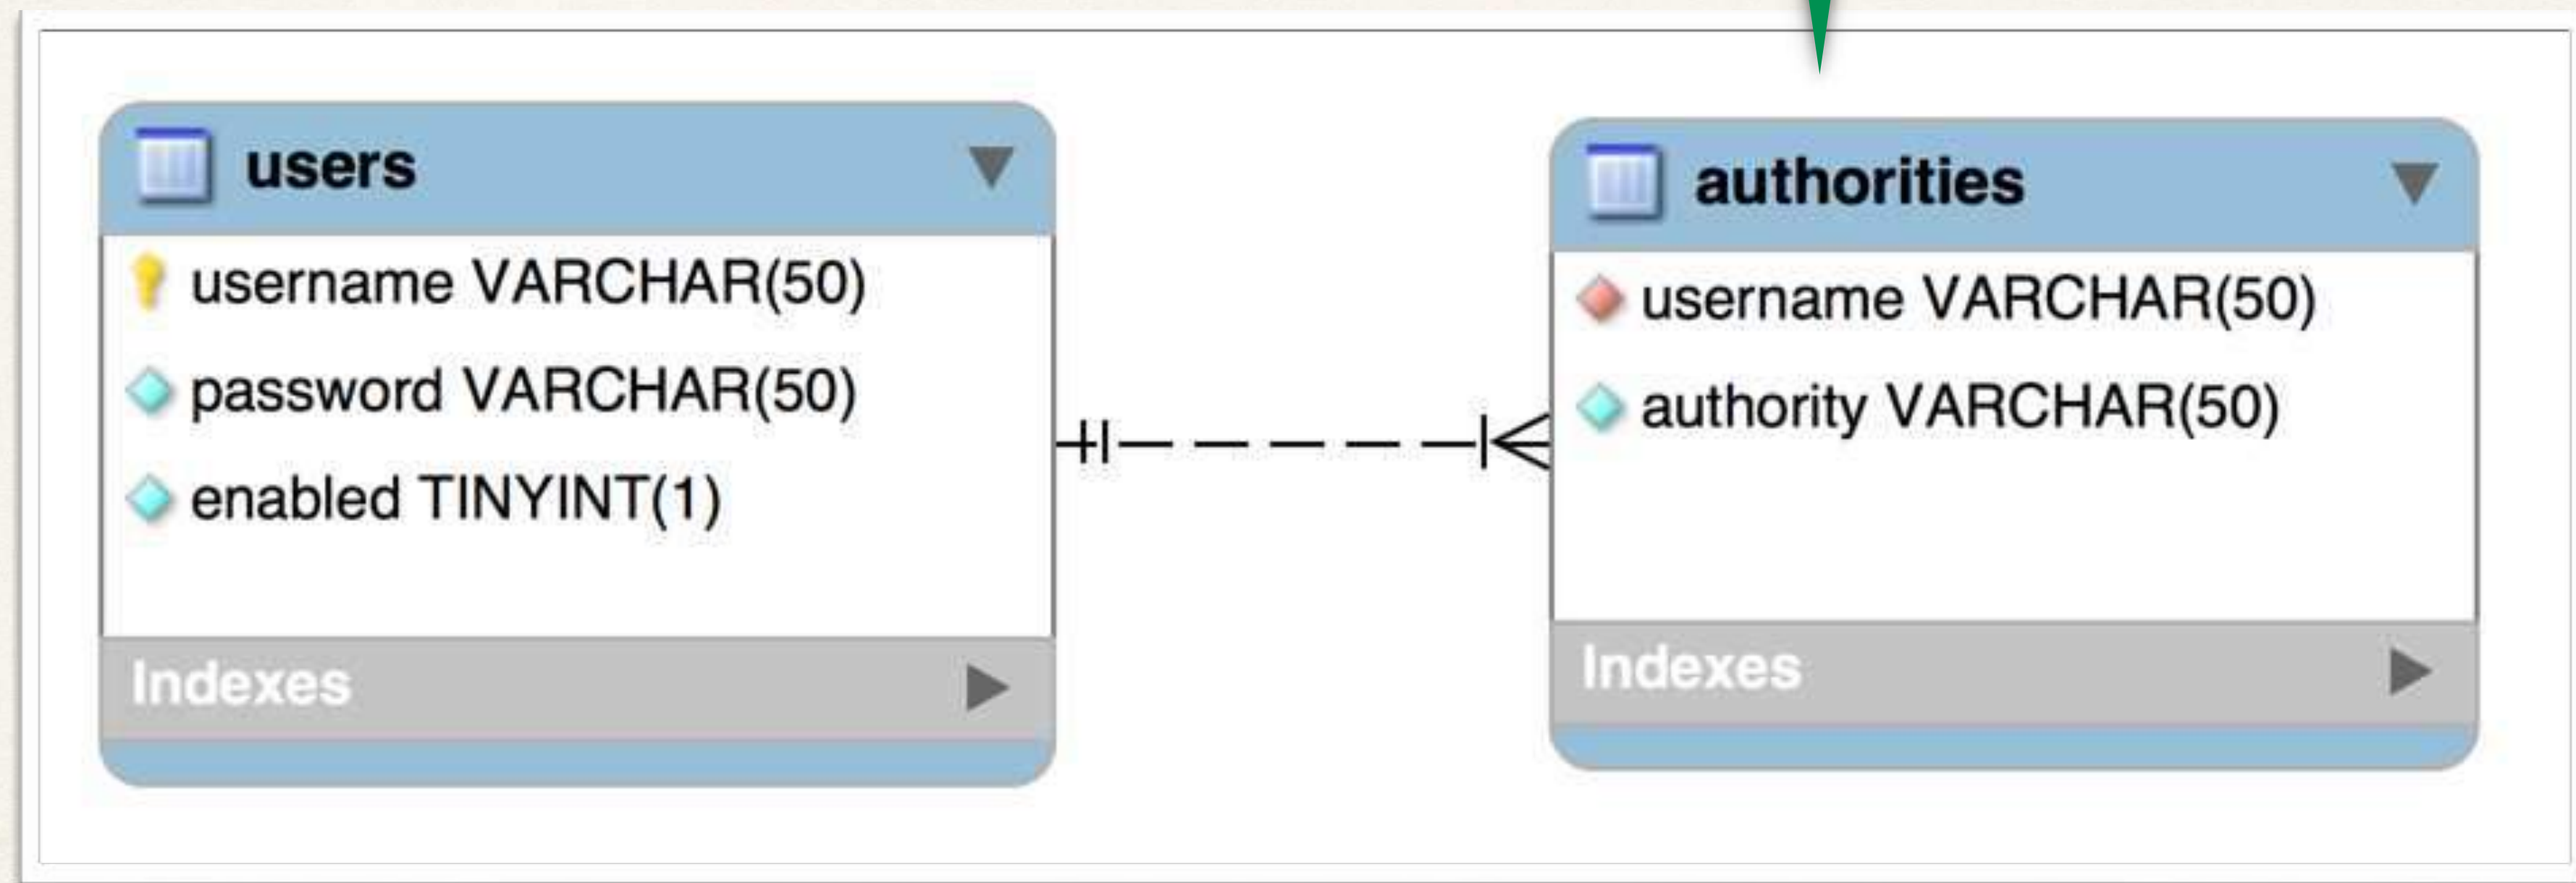 users
username VARCHAR(50)
password VARCHAR(50)
enabled TINYINT(1)
Indexes
authorities
username VARCHAR(50)
authority VARCHAR(50)
Indexes